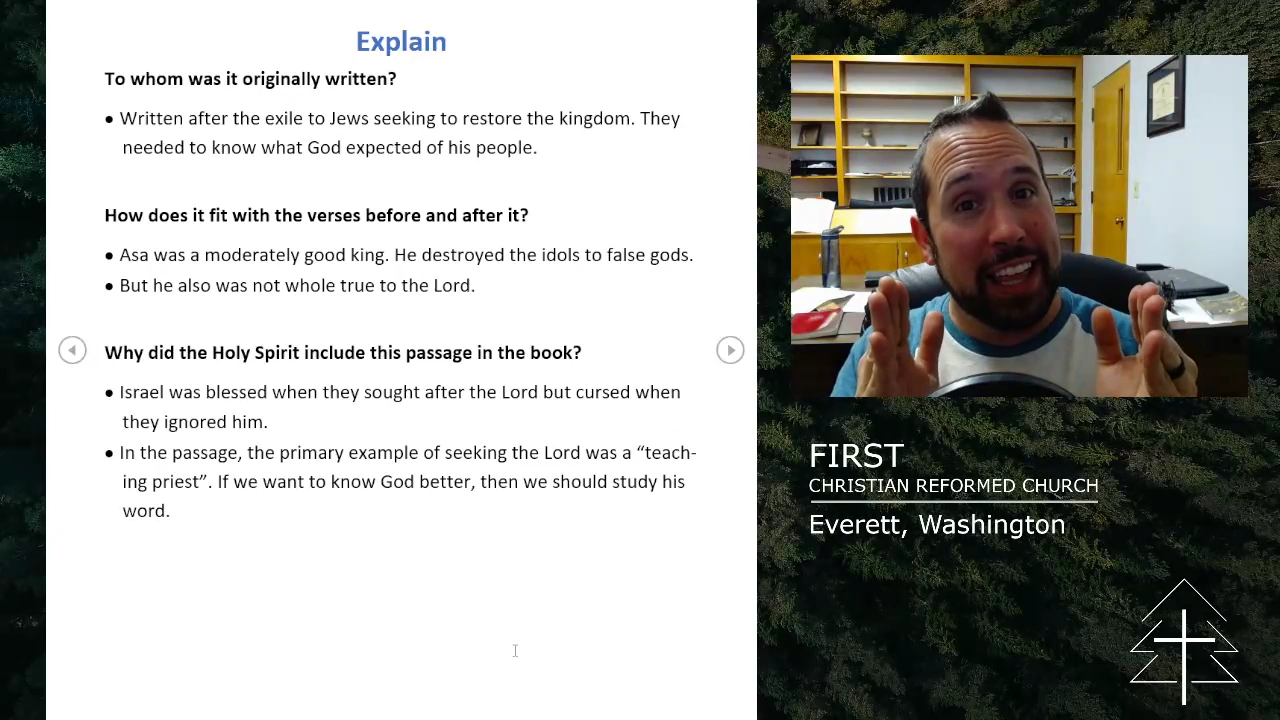 Explain
To whom was it originally written?
• Written after the exile to Jews seeking to restore the kingdom. They
needed to know what God expected of his people.
How does it fit with the verses before and after it?
• Asa was a moderately good king. He destroyed the idols to false gods.
• But he also was not whole true to the Lord.
Why did the Holy Spirit include this passage in the book?
• Israel was blessed when they sought after the Lord but cursed when
they ignored him.
• In the passage, the primary example of seeking the Lord was a “teach-
ing priest”. If we want to know God better, then we should study his
word.
FIRST
CHRISTIAN REFORMED CHURCH
Everett, Washington